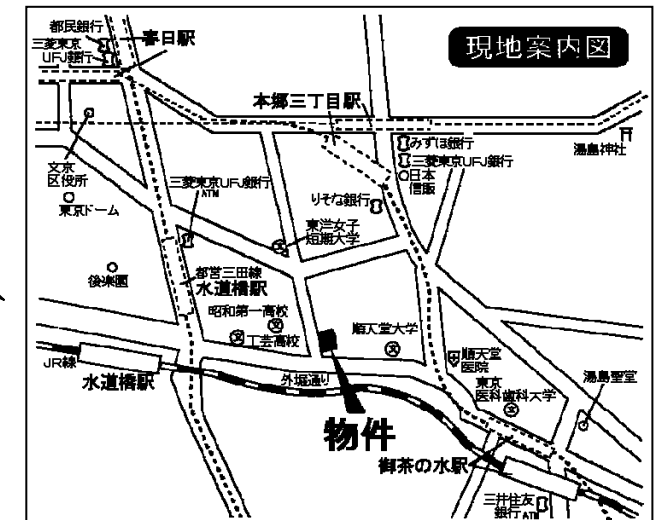 現地案内図
都民銀行
三菱東京
UFJ銀行
春日駅
本郷三丁目駅
みずほ銀行
三菱東京UFJ銀行
日本
信販
湯島神社
文京
区役所
東京ドーム
三菱東京UFJ銀行
ATM
りそな銀行
東洋女子
短期大学
後楽園
都営三田線
水道橋駅
昭和第一高校
工芸高校
順天堂大学
順天堂
医院
東京
医科歯科大学
湯島聖堂
JR線
水道橋駅
外堀通り
物件
御茶の水駅
三井住友
銀行ATM